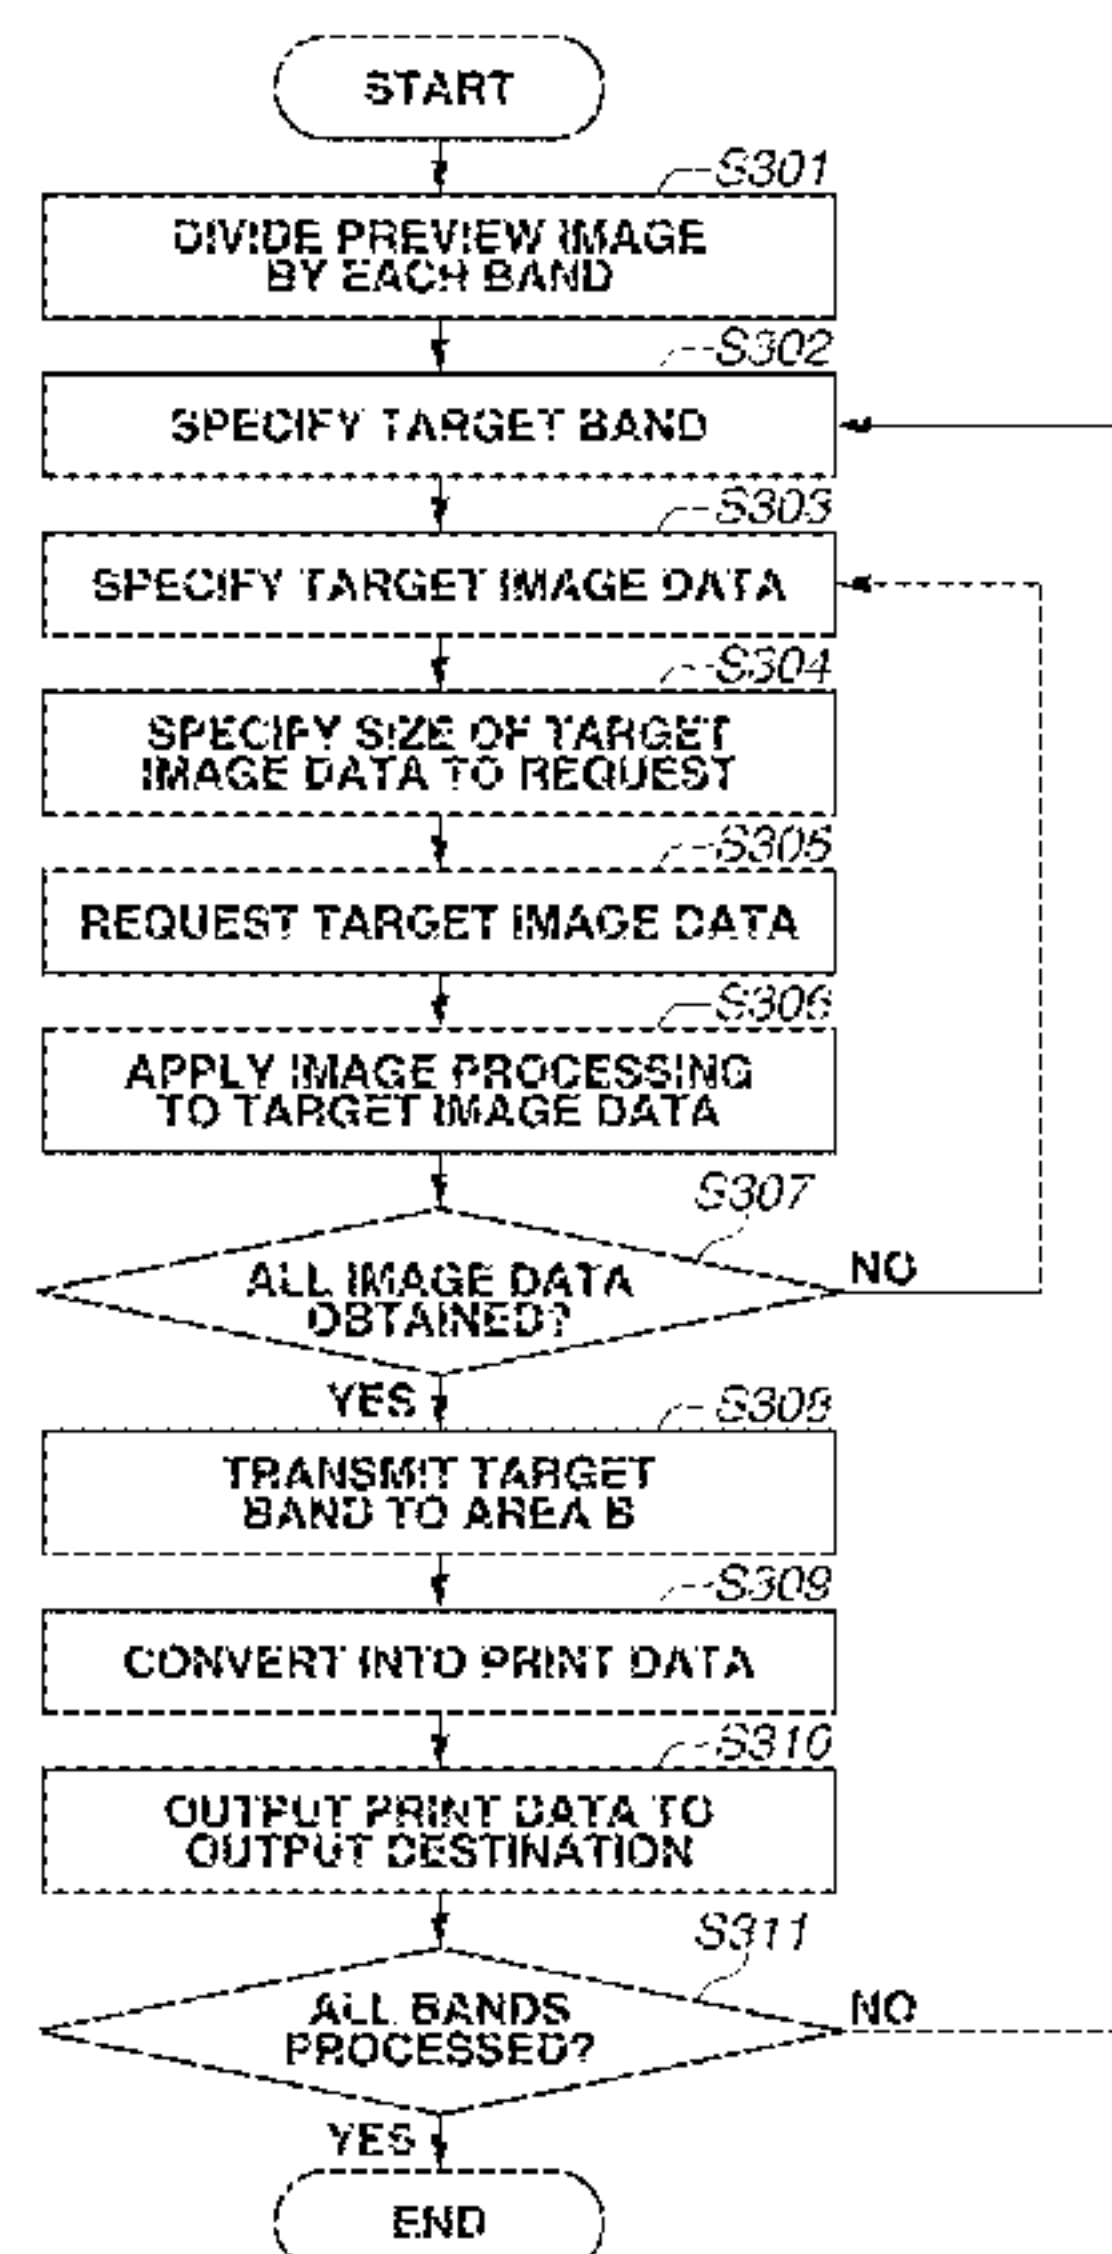 START
S301
DIVIDE PREVIEW IMAGE
BY EACH BAND
S302
SPECIFY TARGET BAND
S303
SPECIFY TARGET IMAGE DATA
S304
SPECIFY SIZE OF TARGET
IMAGE DATA TO REQUEST
S305
REQUEST TARGET IMAGE DATA
S306
APPLY IMAGE PROCESSING
TO TARGET IMAGE DATA
S307
ALL IMAGE DATA
OBTAINED?
NO
YES
S308
TRANSMIT TARGET
BAND TO AREA B
S309
CONVERT INTO PRINT DATA
S310
OUTPUT PRINT DATA TO
OUTPUT DESTINATION
S311
ALL BANDS
PROCESSED?
NO
YES
END